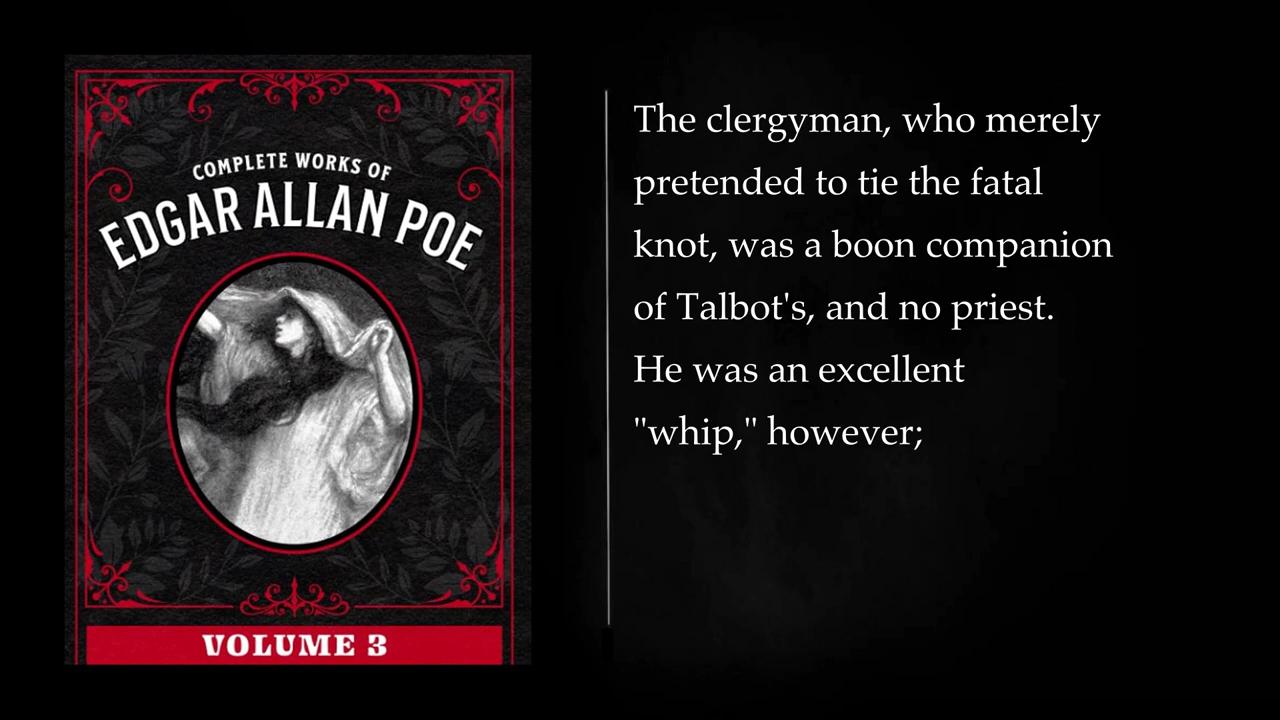 COMPLETE WORKS OF
EDGAR ALLAN POE
VOLUME 3
The clergyman, who merely
pretended to tie the fatal
knot, was a boon companion
of Talbot's, and no priest.
He was an excellent
"whip," however;